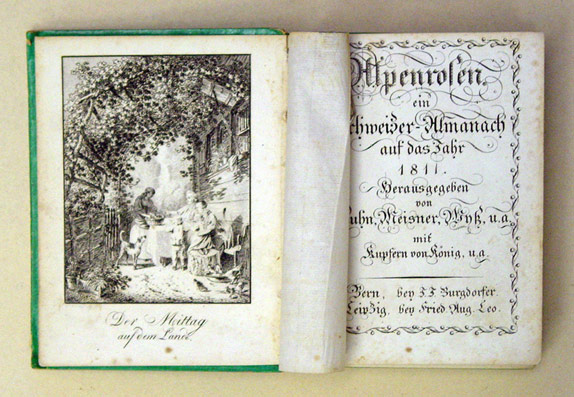 Der Mittag
auf dem Lande.
Alpenrosen
ein
Schweizer-Almanach
auf das Jahr
1811.
Herausgegeben
von
Kuhn, Meisner, Wyß, u.a.
mit
Kupfern von König, u.a.
Bern, bey J.J Burgdorfer.
Leipzig, bey Fried Aug. Leo.